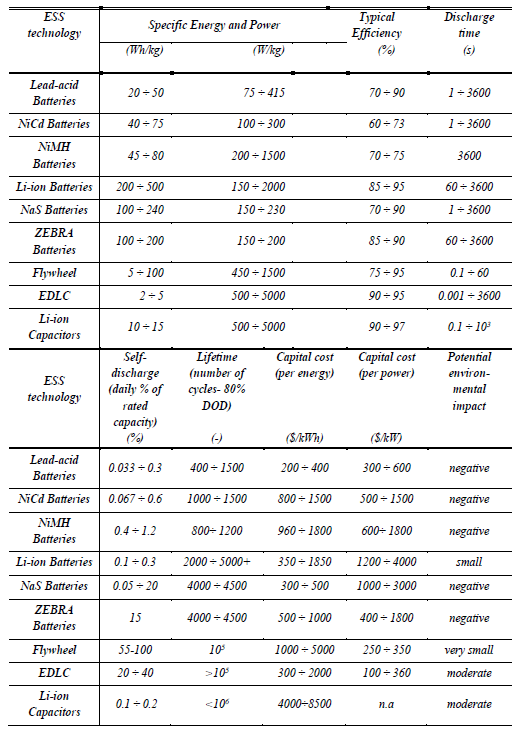 ESS technology Specific Energy and Power Typical Efficiency Discharge time
(Wh/kg) (W/kg) (%) (s)
Lead-acid Batteries 20 ÷ 50 75 ÷ 415 70 ÷ 90 1 ÷ 3600
NiCd Batteries 40 ÷ 75 100 ÷ 300 60 ÷ 73 1 ÷ 3600
NiMH Batteries 45 ÷ 80 200 ÷ 1500 70 ÷ 75 3600
Li-ion Batteries 200 ÷ 500 150 ÷ 2000 85 ÷ 95 60 ÷ 3600
NaS Batteries 100 ÷ 240 150 ÷ 230 70 ÷ 90 1 ÷ 3600
ZEBRA Batteries 100 ÷ 200 150 ÷ 200 85 ÷ 90 60 ÷ 3600
Flywheel 5 ÷ 100 450 ÷ 1500 75 ÷ 95 0.1 ÷ 60
EDLC 2 ÷ 5 500 ÷ 5000 90 ÷ 95 0.001 ÷ 3600
Li-ion Capacitors 10 ÷ 15 500 ÷ 5000 90 ÷ 97 0.1 ÷ 10³
ESS technology Self-discharge (daily % of rated capacity) (%) Lifetime (number of cycles- 80% DOD) (-) Capital cost (per energy) ($/kWh) Capital cost (per power) ($/kW) Potential environ-mental impact
Lead-acid Batteries 0.033 ÷ 0.3 400 ÷ 1500 200 ÷ 400 300 ÷ 600 negative
NiCd Batteries 0.067 ÷ 0.6 1000 ÷ 1500 800 ÷ 1500 500 ÷ 1500 negative
NiMH Batteries 0.4 ÷ 1.2 800÷ 1200 960 ÷ 1800 600÷ 1800 negative
Li-ion Batteries 0.1 ÷ 0.3 2000 ÷ 5000+ 350 ÷ 1850 1200 ÷ 4000 small
NaS Batteries 0.05 ÷ 20 4000 ÷ 4500 300 ÷ 500 1000 ÷ 3000 negative
ZEBRA Batteries 15 4000 ÷ 4500 500 ÷ 1000 400 ÷ 1800 negative
Flywheel 55-100 10⁵ 1000 ÷ 5000 250 ÷ 350 very small
EDLC 20 ÷ 40 >10⁵ 300 ÷ 2000 100 ÷ 360 moderate
Li-ion Capacitors 0.1 ÷ 0.2 <10⁶ 4000÷8500 n.a moderate